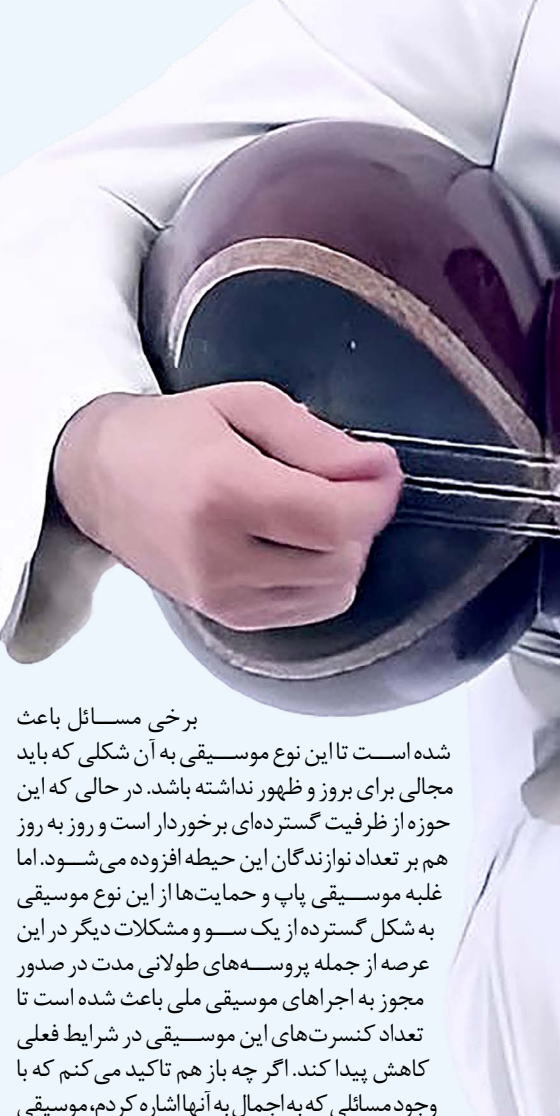 برخی مسائل باعث
شده است تا این نوع موسیقی به آن شکلی که باید
مجالی برای بروز و ظهور نداشته باشد. در حالی که این
حوزه از ظرفیت گسترده‌ای برخوردار است و روز به روز
هم بر تعداد نوازندگان این حیطه افزوده می‌شود. اما
غلبه موسیقی پاپ و حمایت‌ها از این نوع موسیقی
به شکل گسترده از یک سو و مشکلات دیگر در این
عرصه از جمله پروسه‌های طولانی مدت در صدور
مجوز به اجراهای موسیقی ملی باعث شده است تا
تعداد کنسرت‌های این موسیقی در شرایط فعلی
کاهش پیدا کند. اگر چه باز هم تاکید می‌کنم که با
وجود مسائلی که به اجمال به آنها اشاره کردم، موسیقی